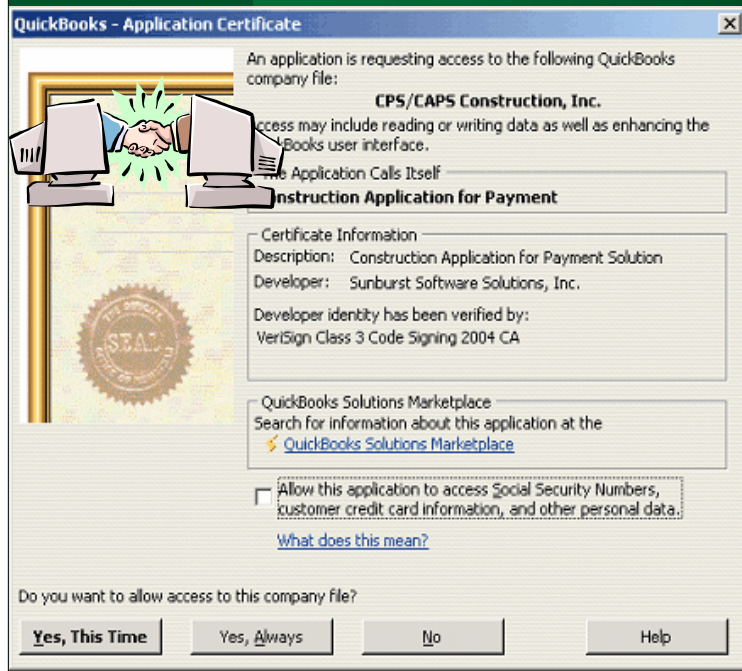 QuickBooks - Application Certificate
An application is requesting access to the following QuickBooks
company file:
CPS/CAPS Construction, Inc.
ccess may include reading or writing data as well as enhancing the
kBooks user interface.
e Application Calls Itself
onstruction Application for Payment
Certificate Information
Description: Construction Application for Payment Solution
Developer: Sunburst Software Solutions, Inc.
Developer identity has been verified by:
VeriSign Class 3 Code Signing 2004 CA
SEAL
QuickBooks Solutions Marketplace
Search for information about this application at the
QuickBooks Solutions Marketplace
Allow this application to access Social Security Numbers,
customer credit card information, and other personal data.
What does this mean?
Do you want to allow access to this company file?
Yes, This Time
Yes, Always
No
Help